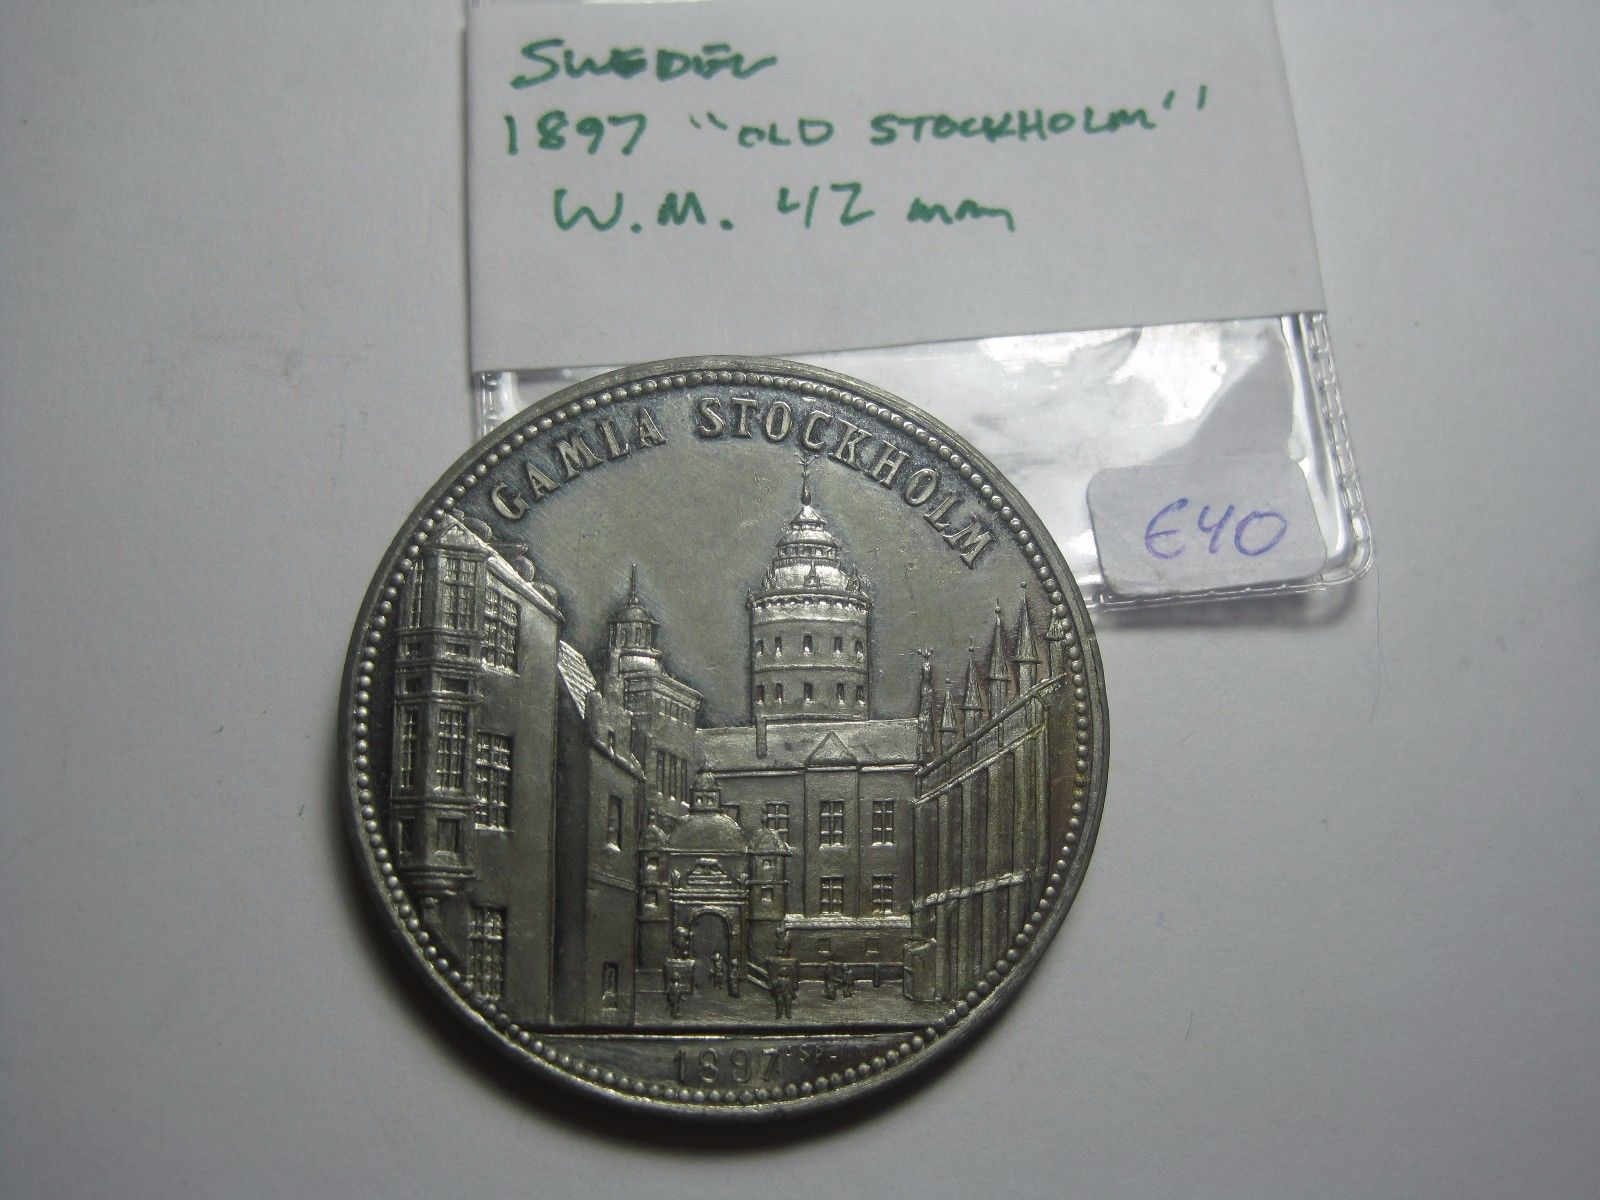 SWEDEN
1897 "OLD STOCKHOLM"
W.M. 42 mm
€40
GAMLA STOCKHOLM
1897